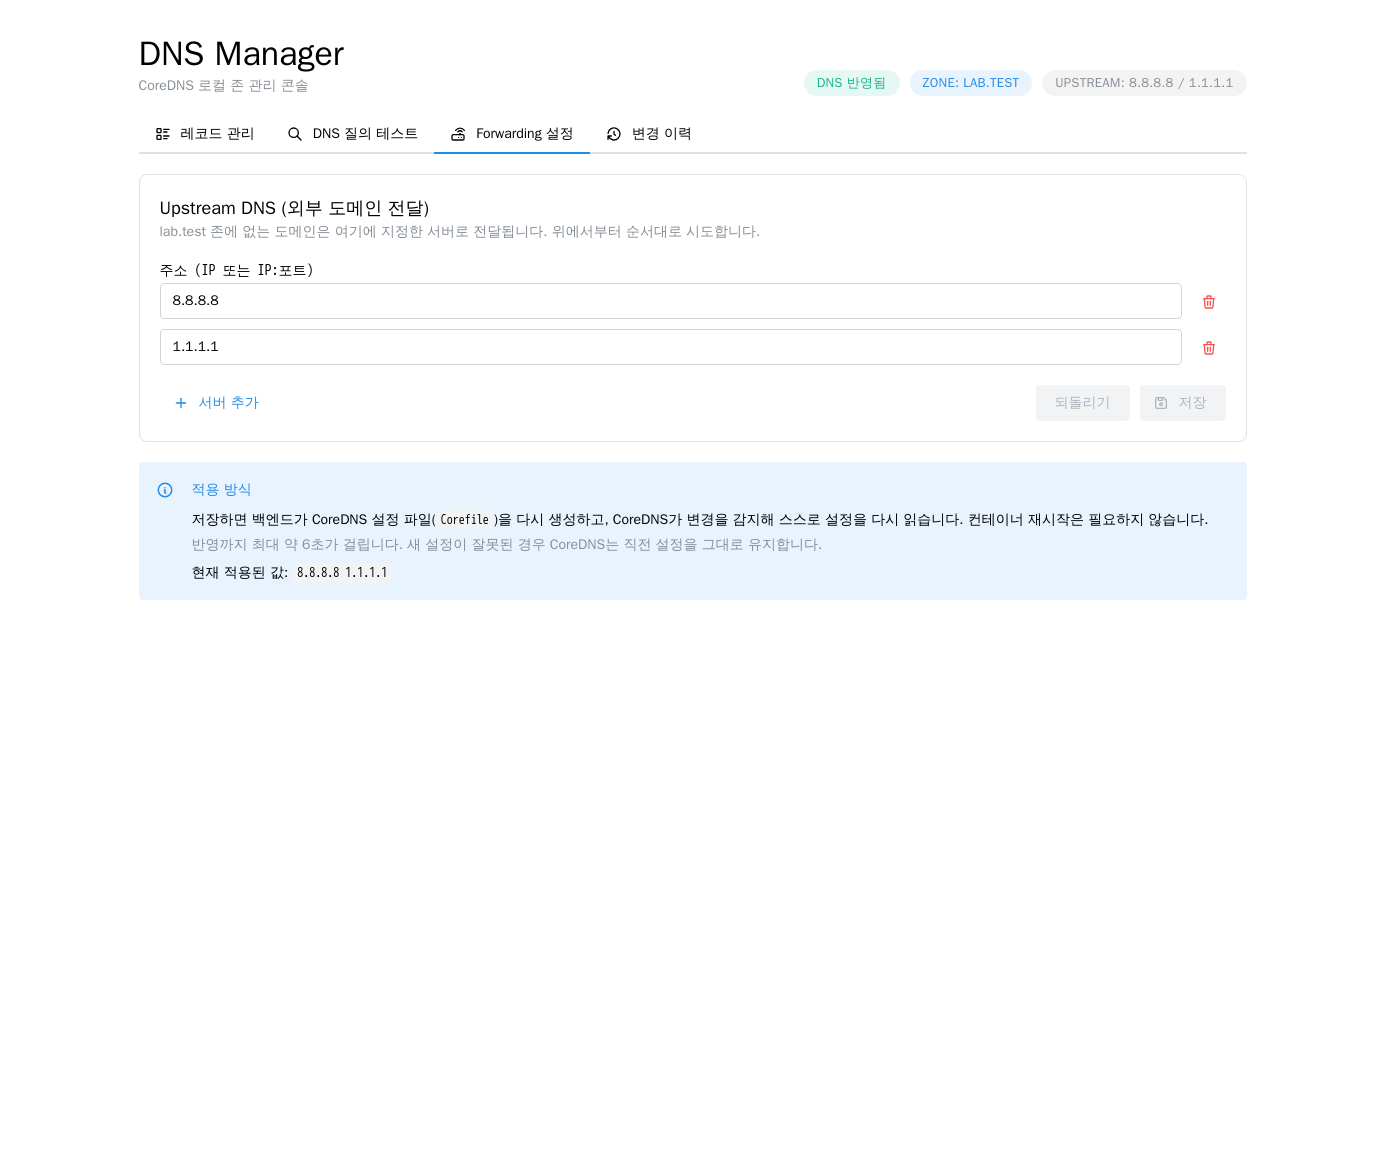 DNS Manager
CoreDNS 로컬 존 관리 콘솔
DNS 반영됨
ZONE: LAB.TEST
UPSTREAM: 8.8.8.8 / 1.1.1.1
레코드 관리
DNS 질의 테스트
Forwarding 설정
변경 이력
Upstream DNS (외부 도메인 전달)
lab.test 존에 없는 도메인은 여기에 지정한 서버로 전달됩니다. 위에서부터 순서대로 시도합니다.
주소 (IP 또는 IP:포트)
8.8.8.8
1.1.1.1
서버 추가
되돌리기
저장
적용 방식
저장하면 백엔드가 CoreDNS 설정 파일( Corefile )을 다시 생성하고, CoreDNS가 변경을 감지해 스스로 설정을 다시 읽습니다. 컨테이너 재시작은 필요하지 않습니다.
반영까지 최대 약 6초가 걸립니다. 새 설정이 잘못된 경우 CoreDNS는 직전 설정을 그대로 유지합니다.
현재 적용된 값: 8.8.8.8 1.1.1.1